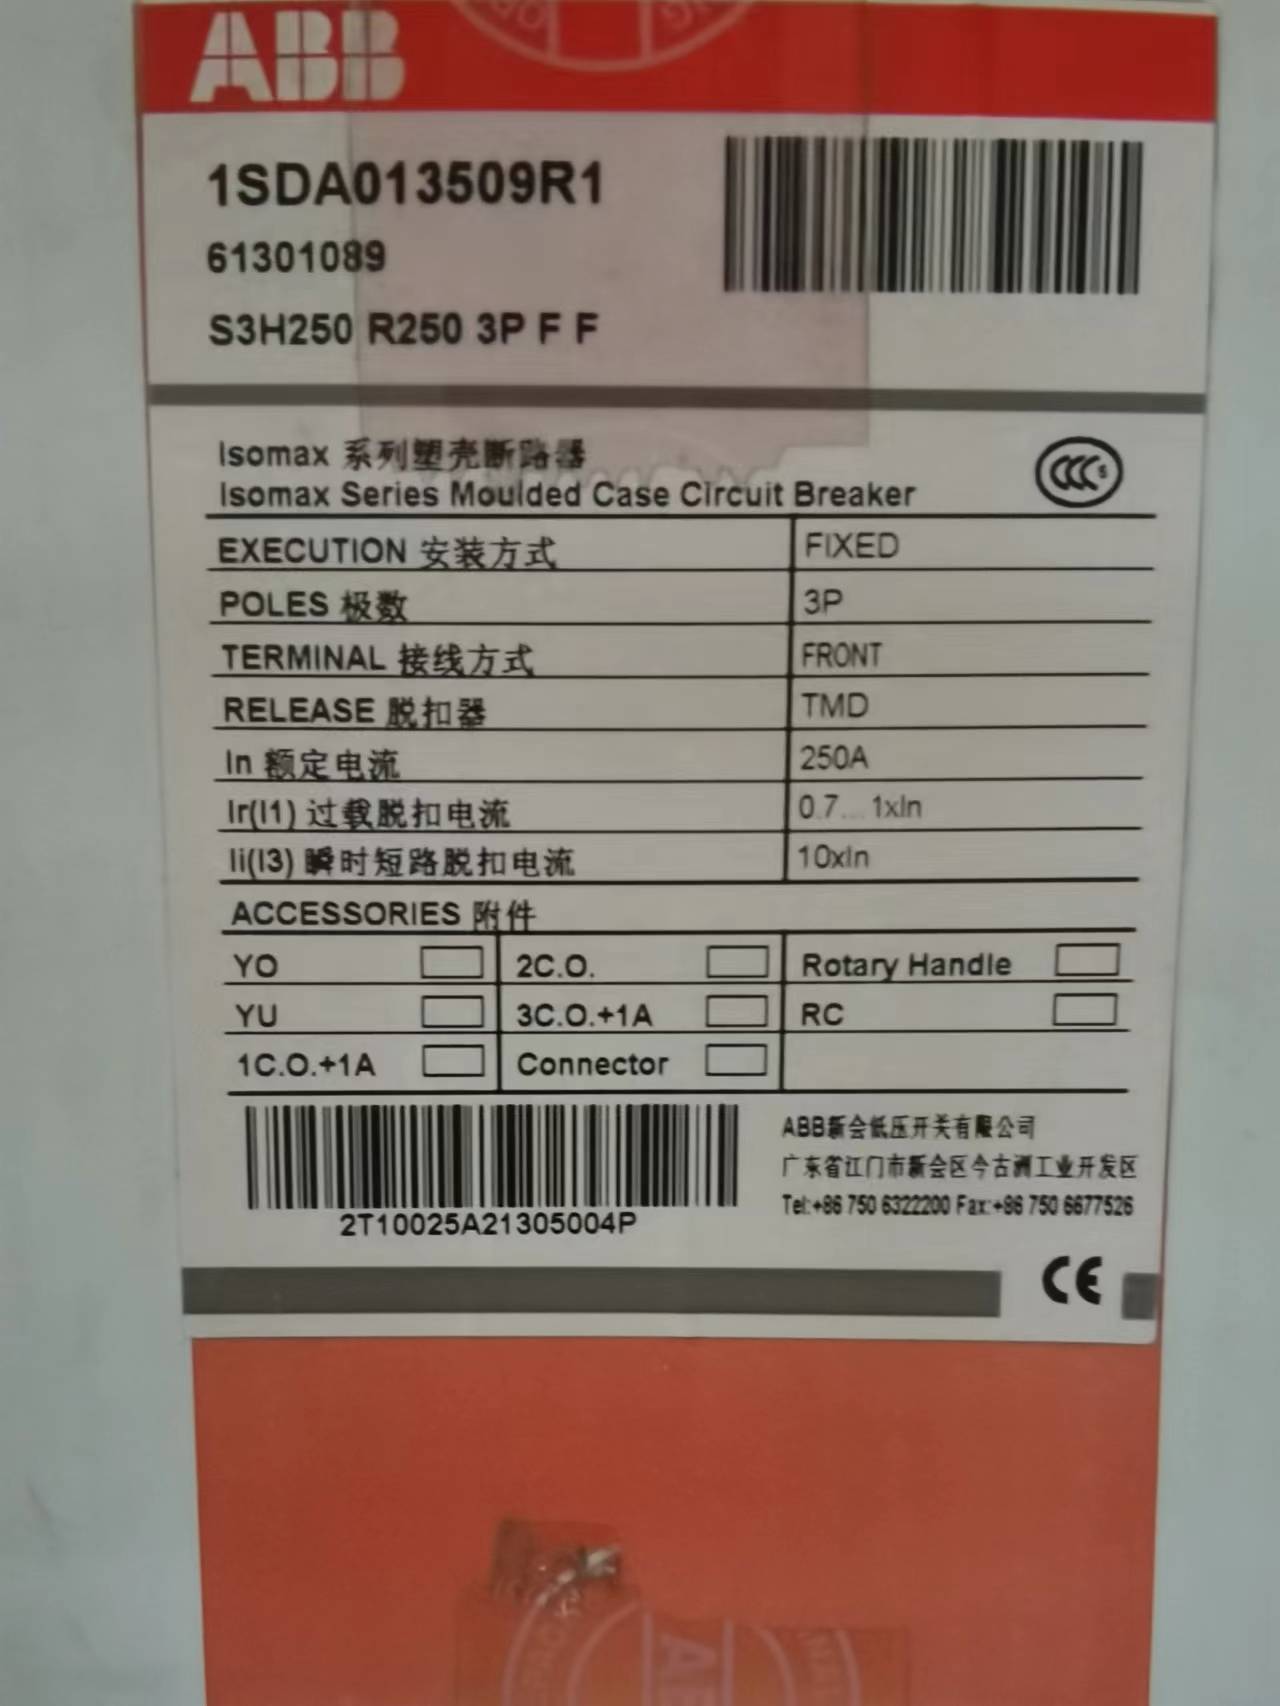 ABB
1SDA013509R1
61301089
S3H250 R250 3P F F
Isomax 系列塑壳断路器
Isomax Series Moulded Case Circuit Breaker
EXECUTION 安装方式 FIXED
POLES 极数 3P
TERMINAL 接线方式 FRONT
RELEASE 脱扣器 TMD
In 额定电流 250A
Ir(I1) 过载脱扣电流 0.7... 1xIn
Ii(I3) 瞬时短路脱扣电流 10xIn
ACCESSORIES 附件
YO 2C.O. Rotary Handle
YU 3C.O.+1A RC
1C.O.+1A Connector
2T10025A21305004P
ABB新会低压开关有限公司
广东省江门市新会区今古洲工业开发区
Tel:+86 750 6322200 Fax:+86 750 6677526
CE